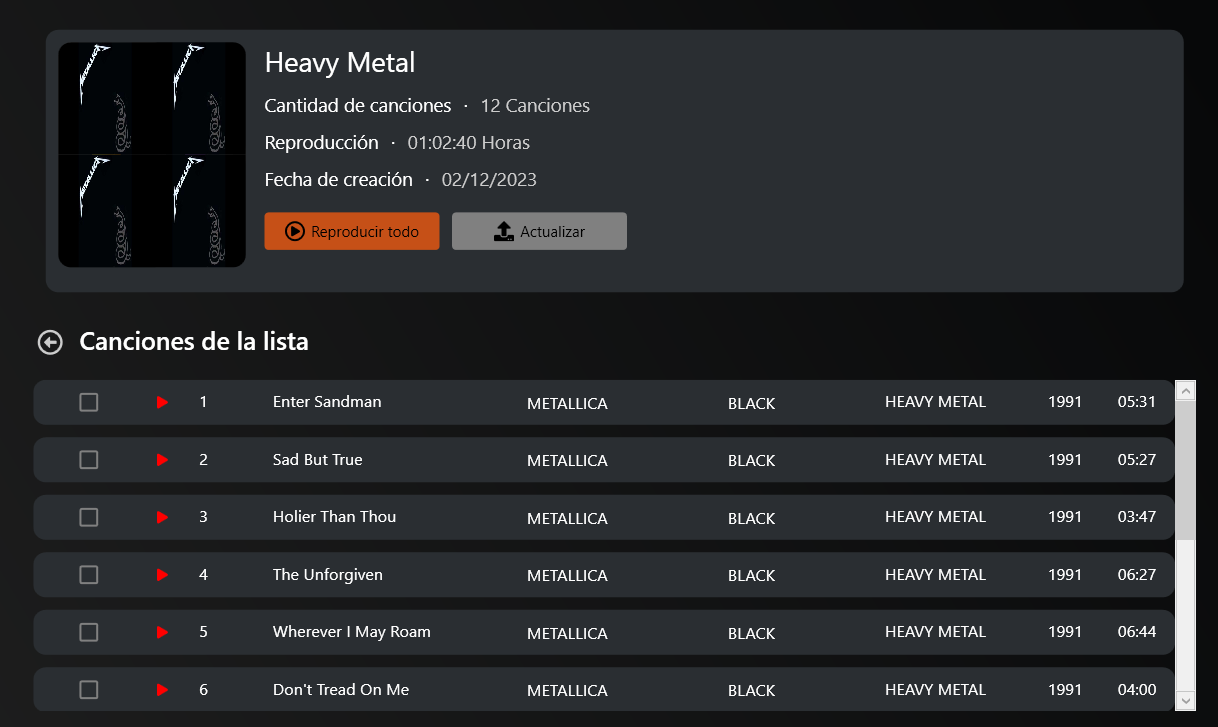 Heavy Metal
Cantidad de canciones · 12 Canciones
Reproducción · 01:02:40 Horas
Fecha de creación · 02/12/2023
Reproducir todo Actualizar
Canciones de la lista
1 Enter Sandman METALLICA BLACK HEAVY METAL 1991 05:31
2 Sad But True METALLICA BLACK HEAVY METAL 1991 05:27
3 Holier Than Thou METALLICA BLACK HEAVY METAL 1991 03:47
4 The Unforgiven METALLICA BLACK HEAVY METAL 1991 06:27
5 Wherever I May Roam METALLICA BLACK HEAVY METAL 1991 06:44
6 Don't Tread On Me METALLICA BLACK HEAVY METAL 1991 04:00